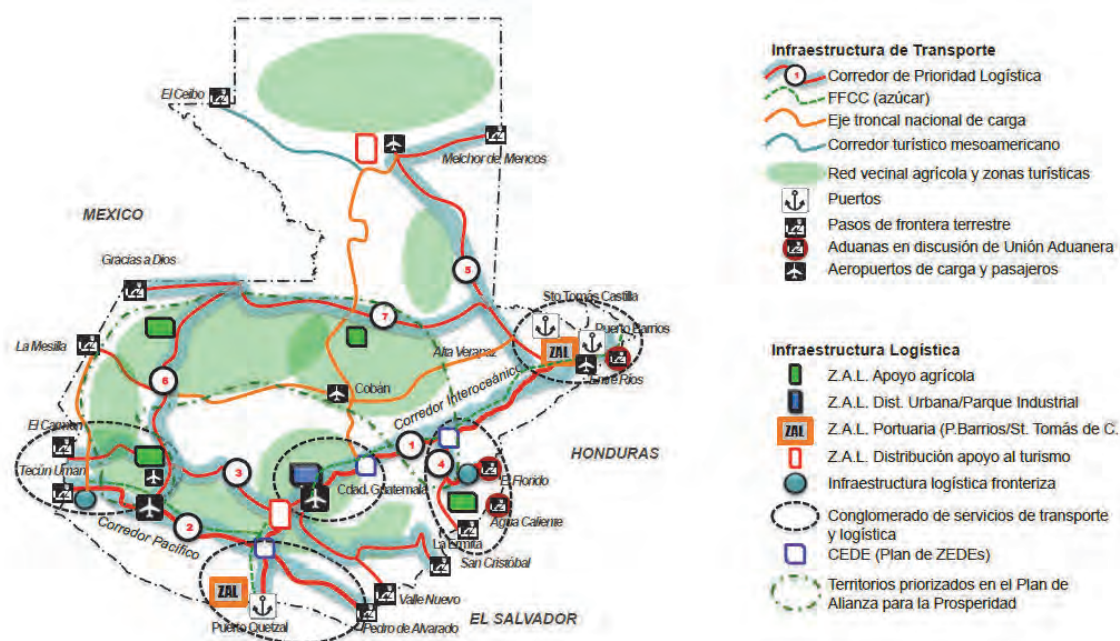 El Ceibo
Melchor de Mencos
MEXICO
Gracias a Dios
5
Sto Tomás Castilla
7
Puerto Barrios
La Mesilla
Alta Verapaz
ZAL
Entre Ríos
6
Cobán
Corredor Interoceánico
El Carmen
1
HONDURAS
Tecún Uman
3
4
El Florido
Cdad. Guatemala
2
Agua Caliente
Corredor Pacífico
La Ermita
San Cristóbal
ZAL
Valle Nuevo
EL SALVADOR
Puerto Quetzal
Pedro de Alvarado
Infraestructura de Transporte
1
Corredor de Prioridad Logística
FFCC (azúcar)
Eje troncal nacional de carga
Corredor turístico mesoamericano
Red vecinal agrícola y zonas turísticas
Puertos
Pasos de frontera terrestre
Aduanas en discusión de Unión Aduanera
Aeropuertos de carga y pasajeros
Infraestructura Logística
Z.A.L. Apoyo agrícola
Z.A.L. Dist. Urbana/Parque Industrial
ZAL
Z.A.L. Portuaria (P.Barrios/St. Tomás de C.
Z.A.L. Distribución apoyo al turismo
Infraestructura logística fronteriza
Conglomerado de servicios de transporte
y logística
CEDE (Plan de ZEDEs)
Territorios priorizados en el Plan de
Alianza para la Prosperidad